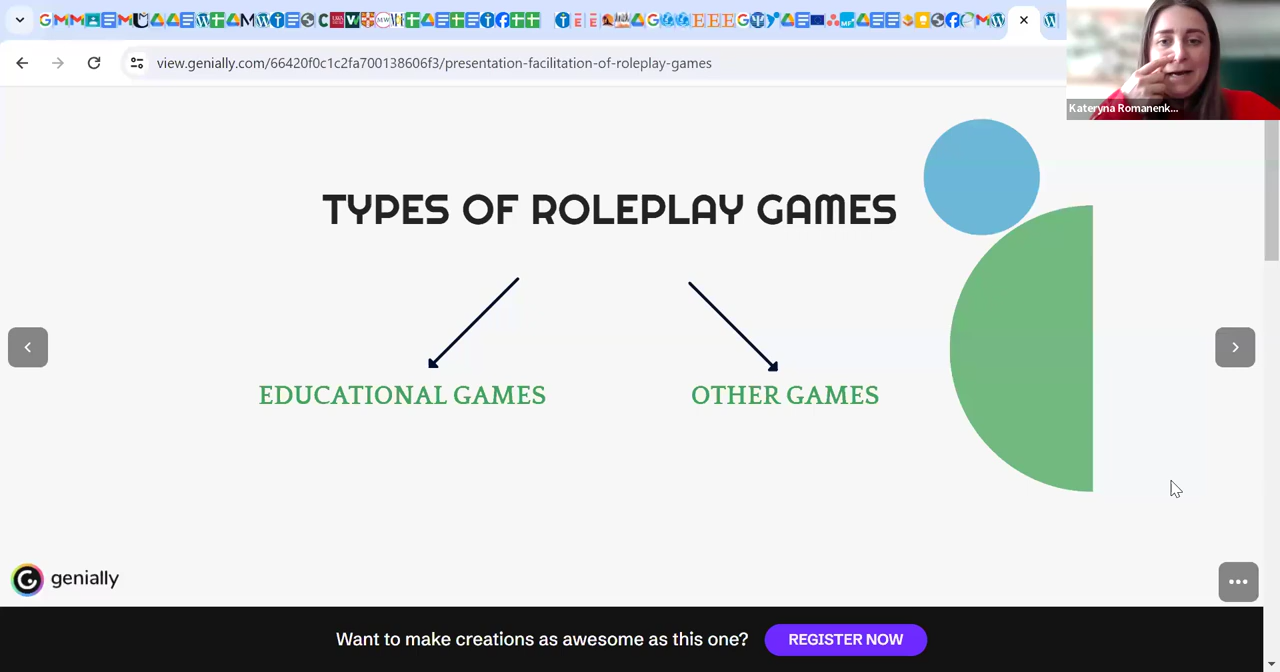 view.genially.com/66420f0c1c2fa700138606f3/presentation-facilitation-of-roleplay-games
Kateryna Romanenk...
TYPES OF ROLEPLAY GAMES
EDUCATIONAL GAMES
OTHER GAMES
genially
Want to make creations as awesome as this one?
REGISTER NOW